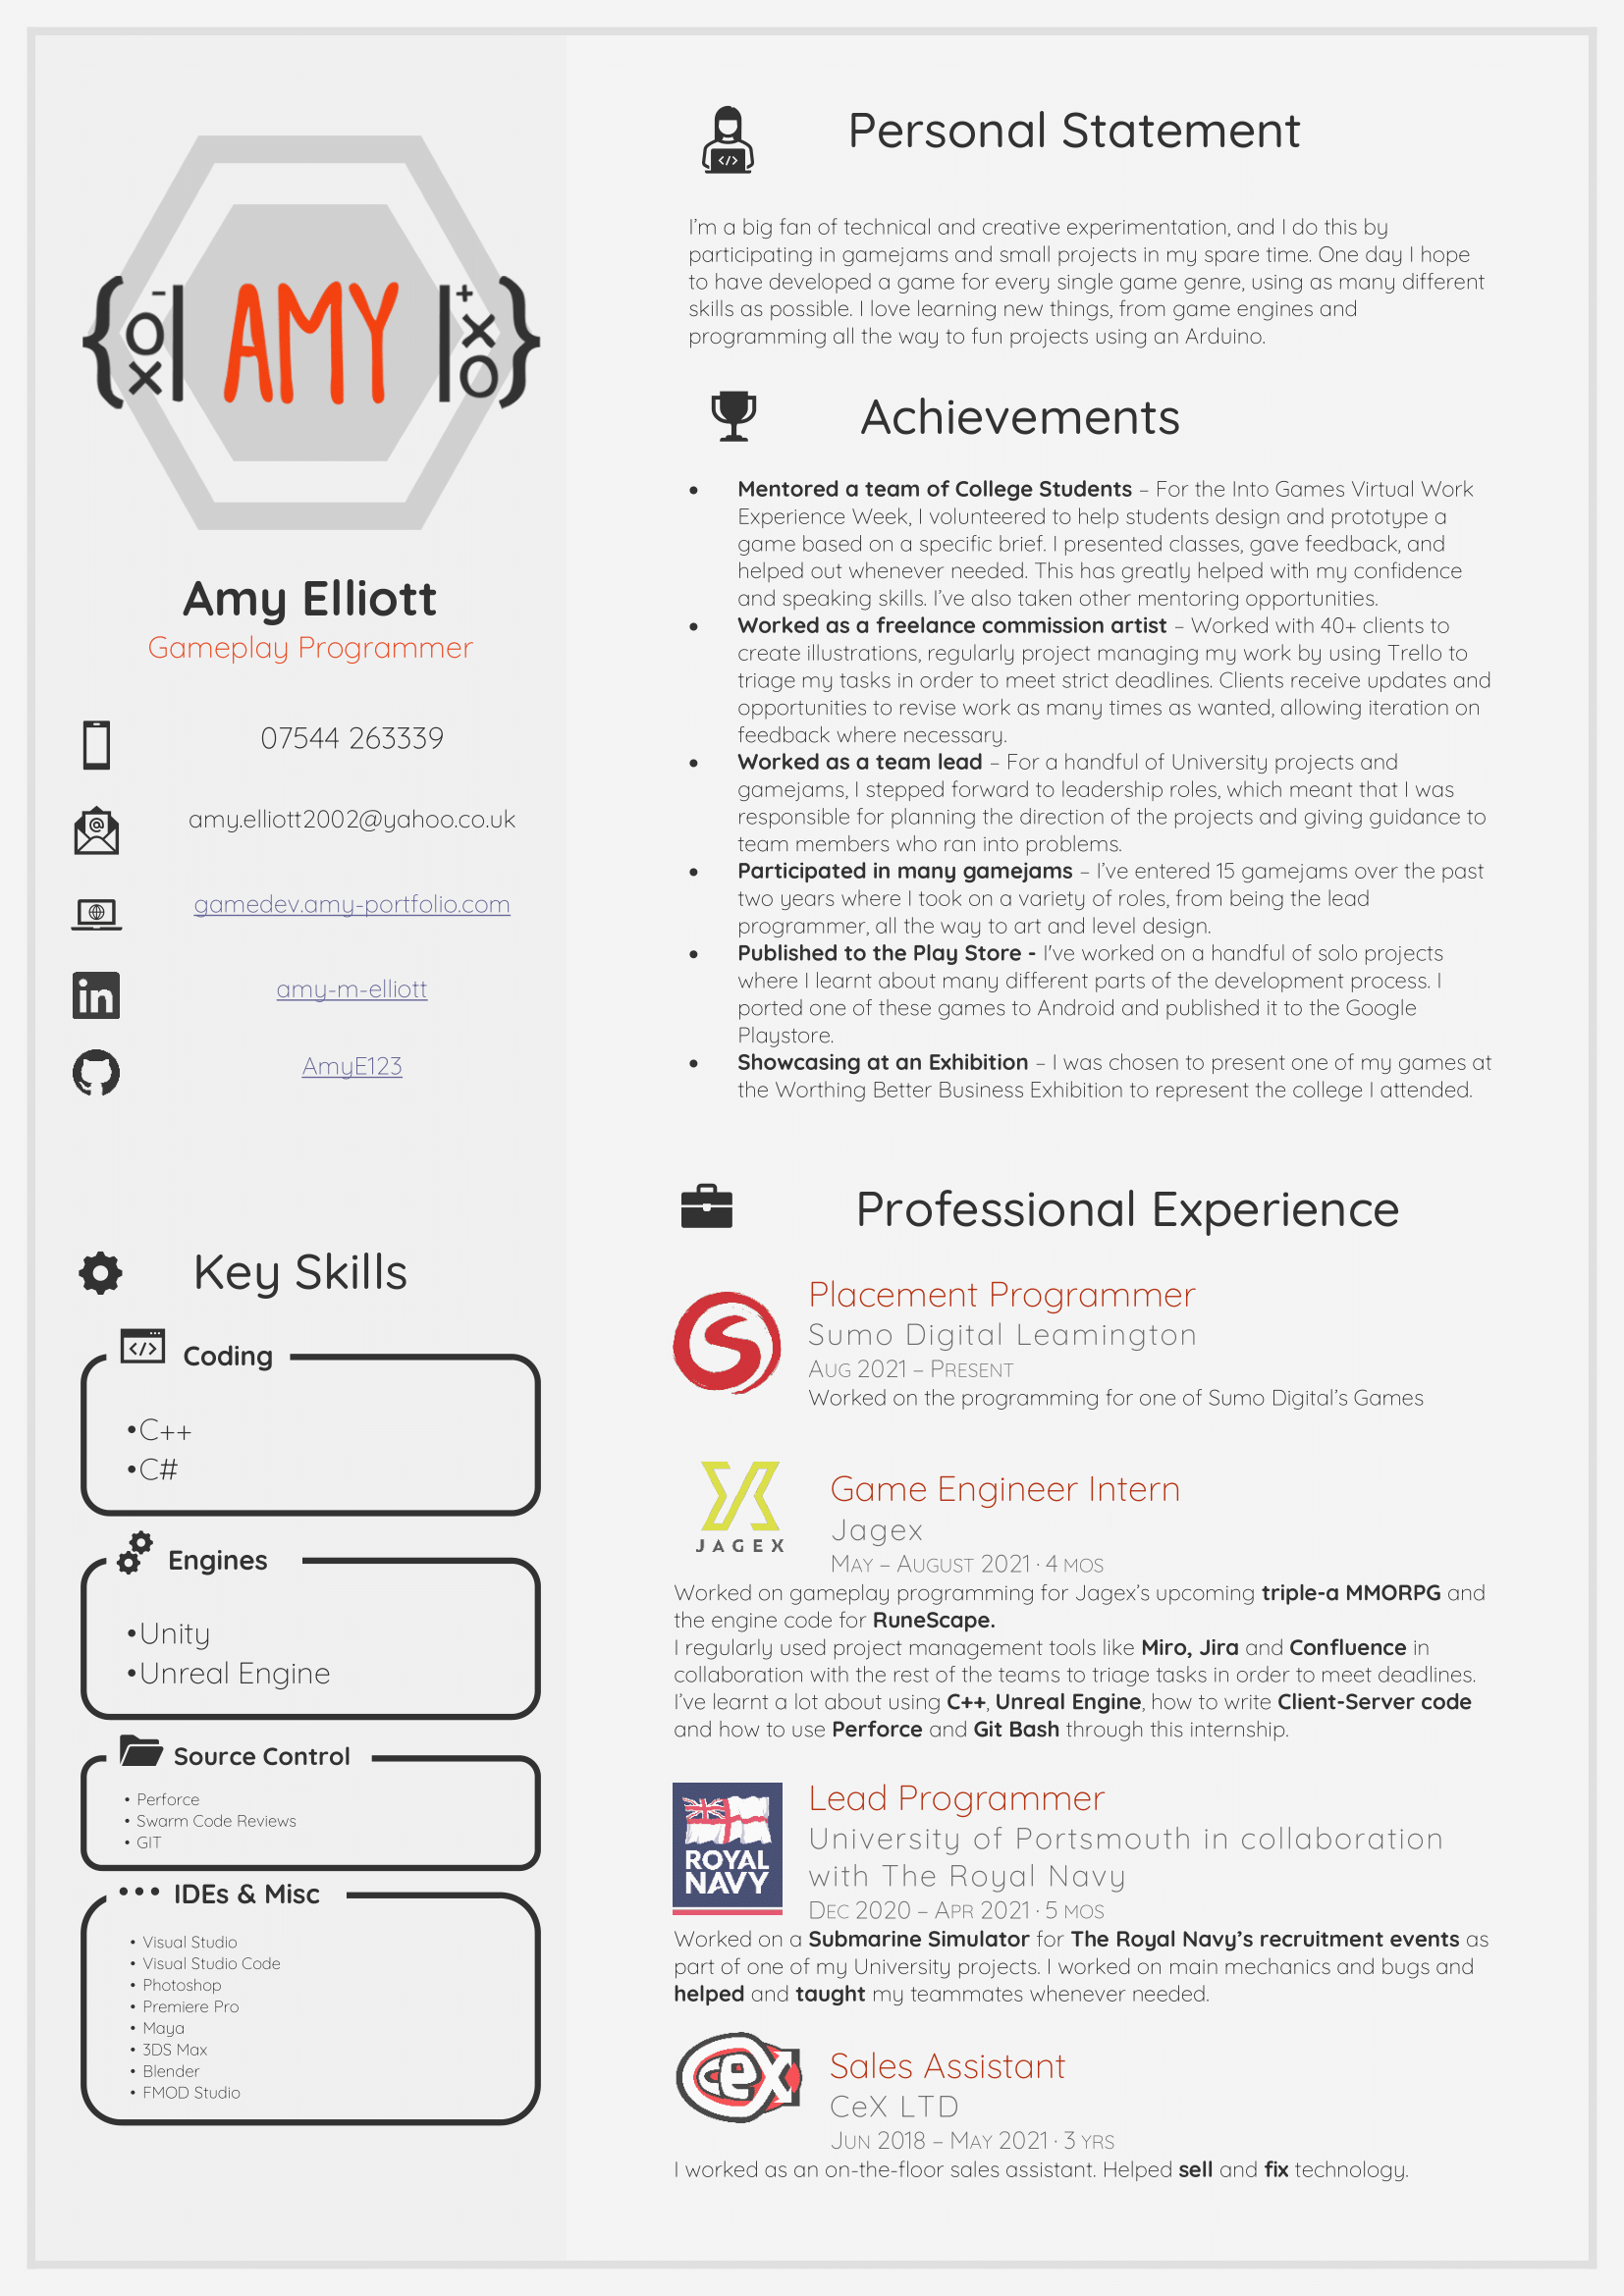 AMY
Amy Elliott
Gameplay Programmer
07544 263339
amy.elliott2002@yahoo.co.uk
gamedev.amy-portfolio.com
in
amy-m-elliott
AmyE123
Key Skills
Coding
•C++
•C#
Engines
•Unity
•Unreal Engine
Source Control
• Perforce
• Swarm Code Reviews
• GIT
IDEs & Misc
• Visual Studio
• Visual Studio Code
• Photoshop
• Premiere Pro
• Maya
• 3DS Max
• Blender
• FMOD Studio
Personal Statement
I'm a big fan of technical and creative experimentation, and I do this by
participating in gamejams and small projects in my spare time. One day I hope
to have developed a game for every single game genre, using as many different
skills as possible. I love learning new things, from game engines and
programming all the way to fun projects using an Arduino.
Achievements
• Mentored a team of College Students – For the Into Games Virtual Work
Experience Week, I volunteered to help students design and prototype a
game based on a specific brief. I presented classes, gave feedback, and
helped out whenever needed. This has greatly helped with my confidence
and speaking skills. I've also taken other mentoring opportunities.
• Worked as a freelance commission artist – Worked with 40+ clients to
create illustrations, regularly project managing my work by using Trello to
triage my tasks in order to meet strict deadlines. Clients receive updates and
opportunities to revise work as many times as wanted, allowing iteration on
feedback where necessary.
• Worked as a team lead – For a handful of University projects and
gamejams, I stepped forward to leadership roles, which meant that I was
responsible for planning the direction of the projects and giving guidance to
team members who ran into problems.
• Participated in many gamejams – I've entered 15 gamejams over the past
two years where I took on a variety of roles, from being the lead
programmer, all the way to art and level design.
• Published to the Play Store - I've worked on a handful of solo projects
where I learnt about many different parts of the development process. I
ported one of these games to Android and published it to the Google
Playstore.
• Showcasing at an Exhibition – I was chosen to present one of my games at
the Worthing Better Business Exhibition to represent the college I attended.
Professional Experience
Placement Programmer
Sumo Digital Leamington
Aug 2021 – Present
Worked on the programming for one of Sumo Digital's Games
JAGEX
Game Engineer Intern
Jagex
May – August 2021 · 4 mos
Worked on gameplay programming for Jagex's upcoming triple-a MMORPG and
the engine code for RuneScape.
I regularly used project management tools like Miro, Jira and Confluence in
collaboration with the rest of the teams to triage tasks in order to meet deadlines.
I've learnt a lot about using C++, Unreal Engine, how to write Client-Server code
and how to use Perforce and Git Bash through this internship.
ROYAL
NAVY
Lead Programmer
University of Portsmouth in collaboration
with The Royal Navy
Dec 2020 – Apr 2021 · 5 mos
Worked on a Submarine Simulator for The Royal Navy's recruitment events as
part of one of my University projects. I worked on main mechanics and bugs and
helped and taught my teammates whenever needed.
cex
Sales Assistant
CeX LTD
Jun 2018 – May 2021 · 3 yrs
I worked as an on-the-floor sales assistant. Helped sell and fix technology.